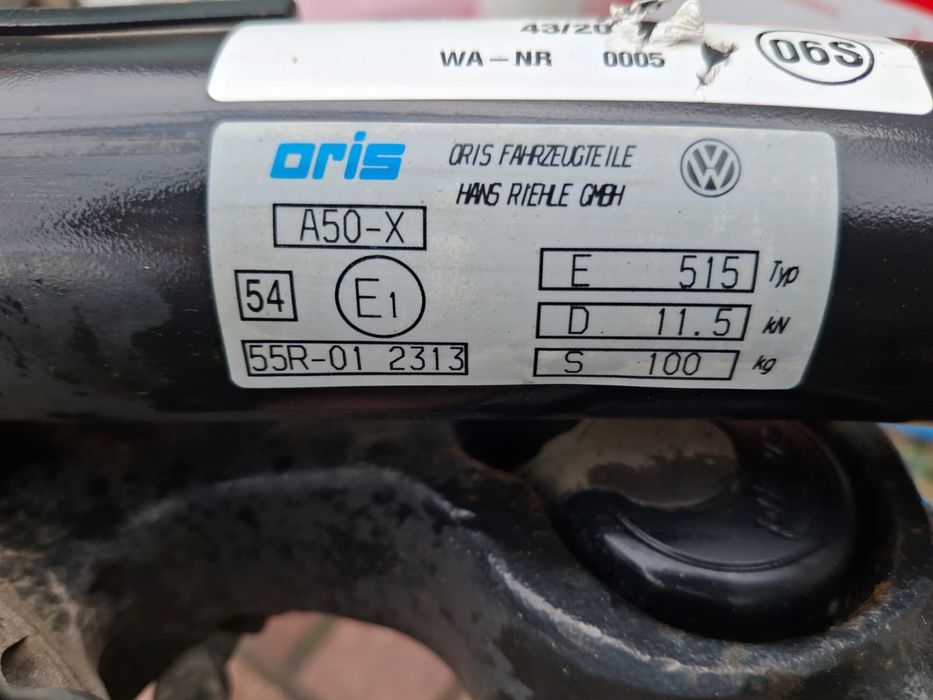 43/20
WA-NR 0005
06S
oris
ORIS FAHRZEUGTEILE
HANS RIEHLE GMBH
VW
A50-X
54
E1
55R-01 2313
E 515 Typ
D 11.5 kN
S 100 kg